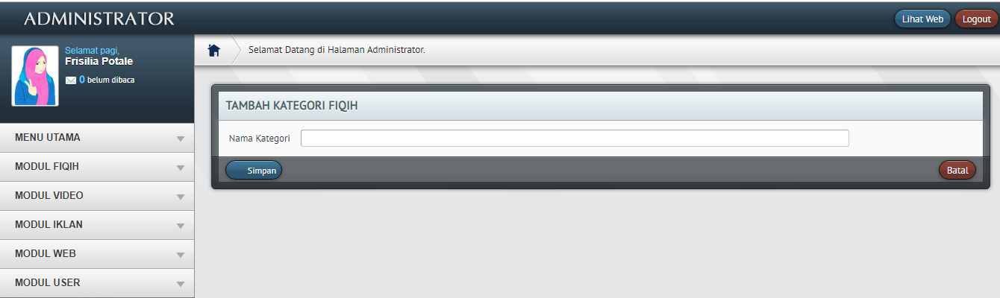 ADMINISTRATOR
Lihat Web
Logout
Selamat pagi,
Frisilia Potale
0 belum dibaca
Selamat Datang di Halaman Administrator.
MENU UTAMA
MODUL FIQIH
MODUL VIDEO
MODUL IKLAN
MODUL WEB
MODUL USER
TAMBAH KATEGORI FIQIH
Nama Kategori
Simpan
Batal